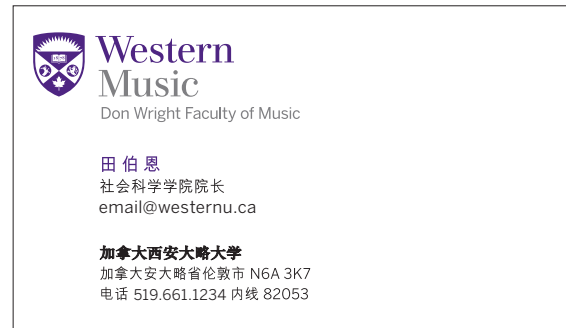 Western
Music
Don Wright Faculty of Music
田伯恩
社会科学学院院长
email@westernu.ca
加拿大西安大略大学
加拿大安大略省伦敦市 N6A 3K7
电话 519.661.1234 内线 82053